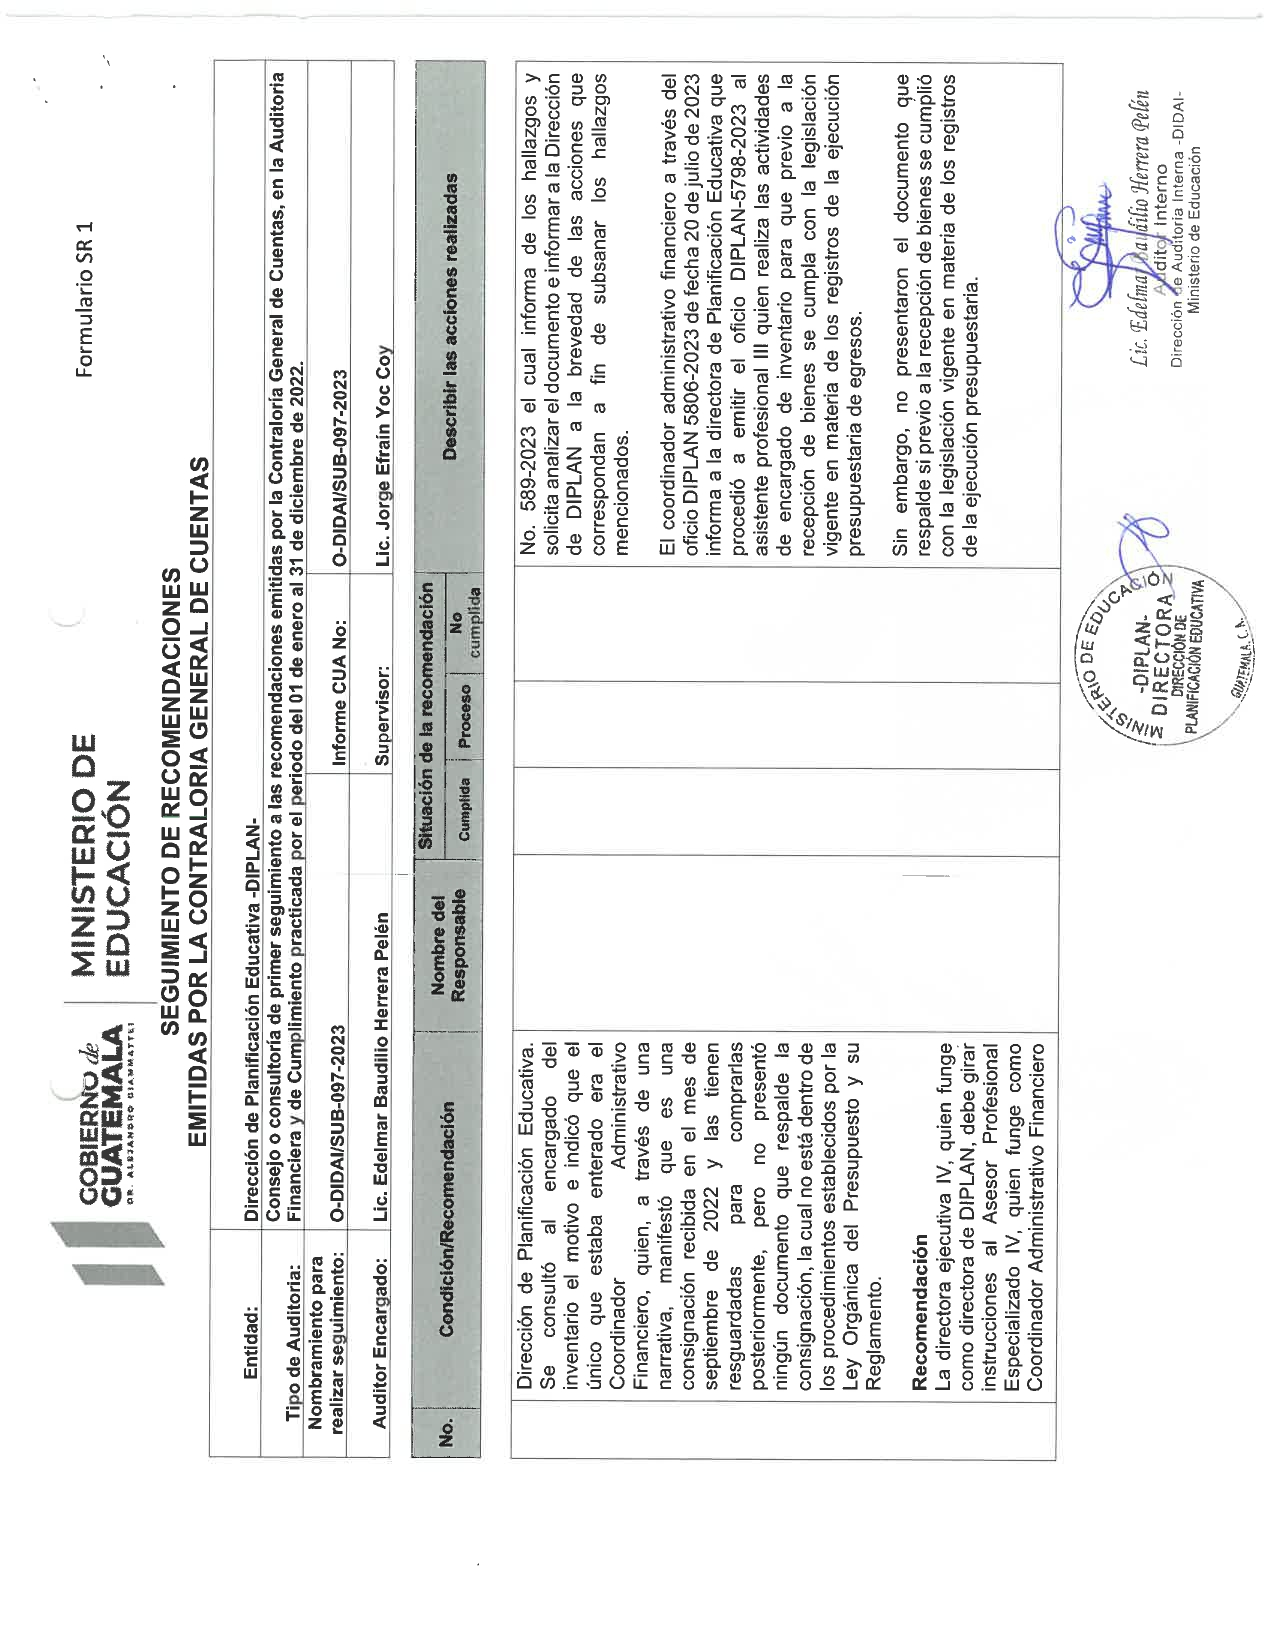 GOBIERNO de
GUATEMALA
DR. ALEJANDRO GIAMMATTEI
MINISTERIO DE
EDUCACIÓN
Formulario SR 1
SEGUIMIENTO DE RECOMENDACIONES
EMITIDAS POR LA CONTRALORIA GENERAL DE CUENTAS
Entidad: Dirección de Planificación Educativa -DIPLAN-
Tipo de Auditoria: Consejo o consultoría de primer seguimiento a las recomendaciones emitidas por la Contraloría General de Cuentas, en la Auditoria
Financiera y de Cumplimiento practicada por el periodo del 01 de enero al 31 de diciembre de 2022.
Nombramiento para
realizar seguimiento: O-DIDAI/SUB-097-2023 Informe CUA No: O-DIDAI/SUB-097-2023
Auditor Encargado: Lic. Edelmar Baudilio Herrera Pelén Supervisor: Lic. Jorge Efraín Yoc Coy
No. Condición/Recomendación
Nombre del
Responsable
Situación de la recomendación
Cumplida Proceso No
cumplida
Describir las acciones realizadas
Dirección de Planificación Educativa.
Se consultó al encargado del
inventario el motivo e indicó que el
único que estaba enterado era el
Coordinador Administrativo
Financiero, quien, a través de una
narrativa, manifestó que es una
consignación recibida en el mes de
septiembre de 2022 y las tienen
resguardadas para comprarlas
posteriormente, pero no presentó
ningún documento que respalde la
consignación, la cual no está dentro de
los procedimientos establecidos por la
Ley Orgánica del Presupuesto y su
Reglamento.
Recomendación
La directora ejecutiva IV, quien funge
como directora de DIPLAN, debe girar
instrucciones al Asesor Profesional
Especializado IV, quien funge como
Coordinador Administrativo Financiero
No. 589-2023 el cual informa de los hallazgos y
solicita analizar el documento e informar a la Dirección
de DIPLAN a la brevedad de las acciones que
correspondan a fin de subsanar los hallazgos
mencionados.
El coordinador administrativo financiero a través del
oficio DIPLAN 5806-2023 de fecha 20 de julio de 2023
informa a la directora de Planificación Educativa que
procedió a emitir el oficio DIPLAN-5798-2023 al
asistente profesional III quien realiza las actividades
de encargado de inventario para que previo a la
recepción de bienes se cumpla con la legislación
vigente en materia de los registros de la ejecución
presupuestaria de egresos.
Sin embargo, no presentaron el documento que
respalde si previo a la recepción de bienes se cumplió
con la legislación vigente en materia de los registros
de la ejecución presupuestaria.
MINISTERIO DE EDUCACIÓN
-DIPLAN-
DIRECTORA
DIRECCIÓN DE
PLANIFICACIÓN EDUCATIVA
GUATEMALA, C.A.
Lic. Edelmar Baudilio Herrera Pelén
Auditor Interno
Dirección de Auditoría Interna -DIDAI-
Ministerio de Educación